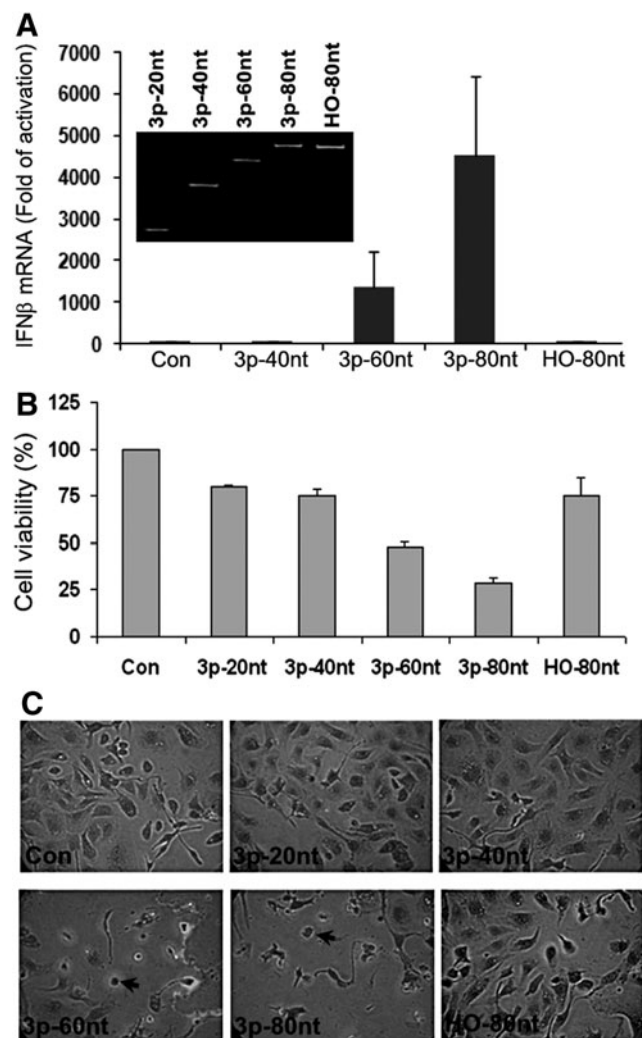 A
IFNβ mRNA (Fold of activation)
7000
6000
5000
4000
3000
2000
1000
0
3p-20nt
3p-40nt
3p-60nt
3p-80nt
HO-80nt
Con 3p-40nt 3p-60nt 3p-80nt HO-80nt
B
Cell viability (%)
125
100
75
50
25
0
Con 3p-20nt 3p-40nt 3p-60nt 3p-80nt HO-80nt
C
Con 3p-20nt 3p-40nt
3p-60nt 3p-80nt HO-80nt